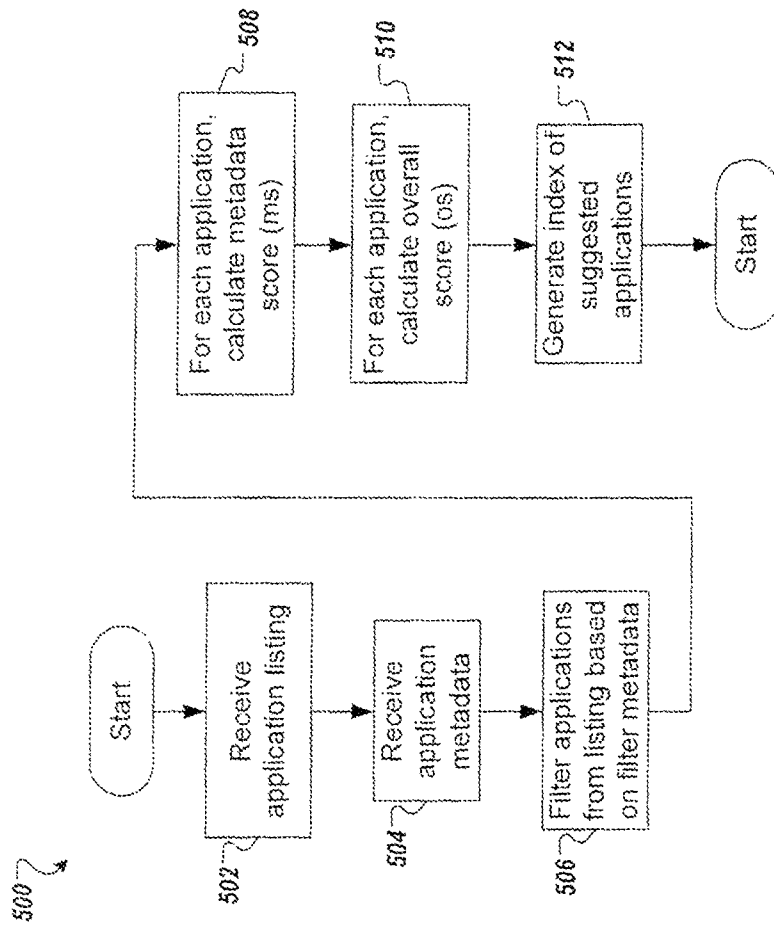 500
Start
Receive
application listing
502
Receive
application
metadata
504
Filter applications
from listing based
on filter metadata
506
For each application,
calculate metadata
score (ms)
508
For each application,
calculate overall
score (os)
510
Generate index of
suggested
applications
512
Start